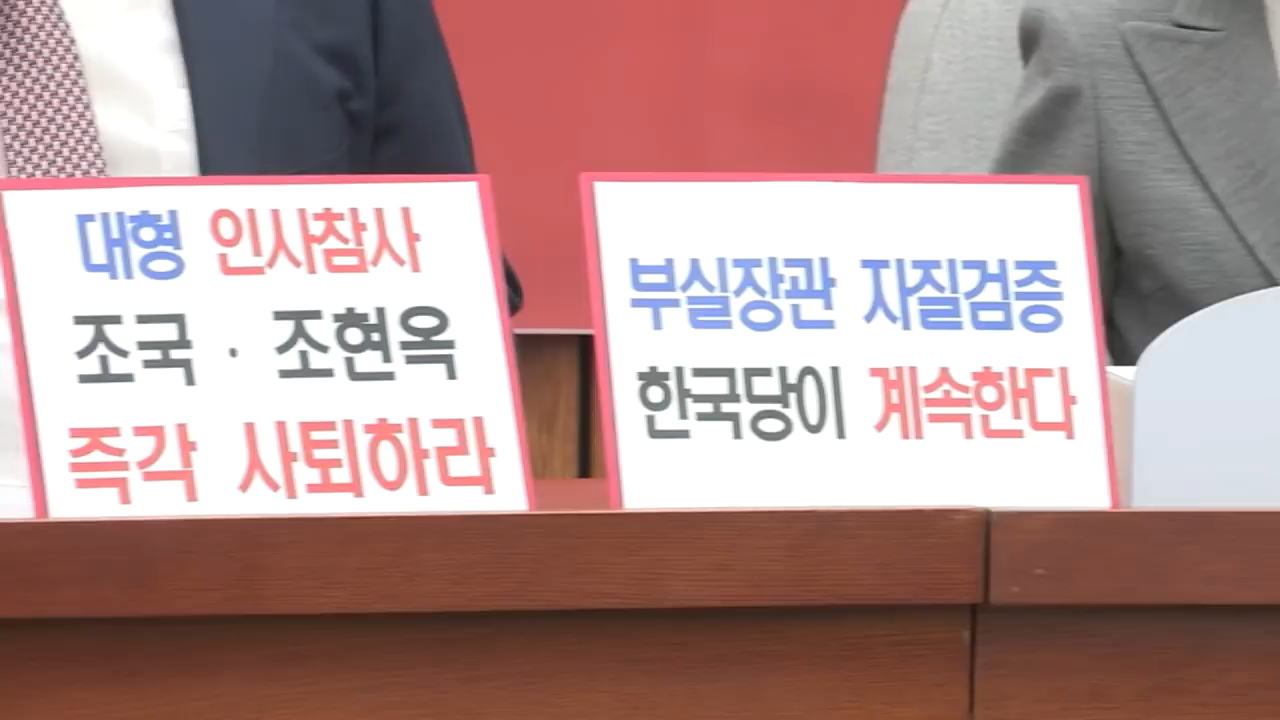 대형 인사참사
조국 · 조현옥
즉각 사퇴하라
부실장관 자질검증
한국당이 계속한다